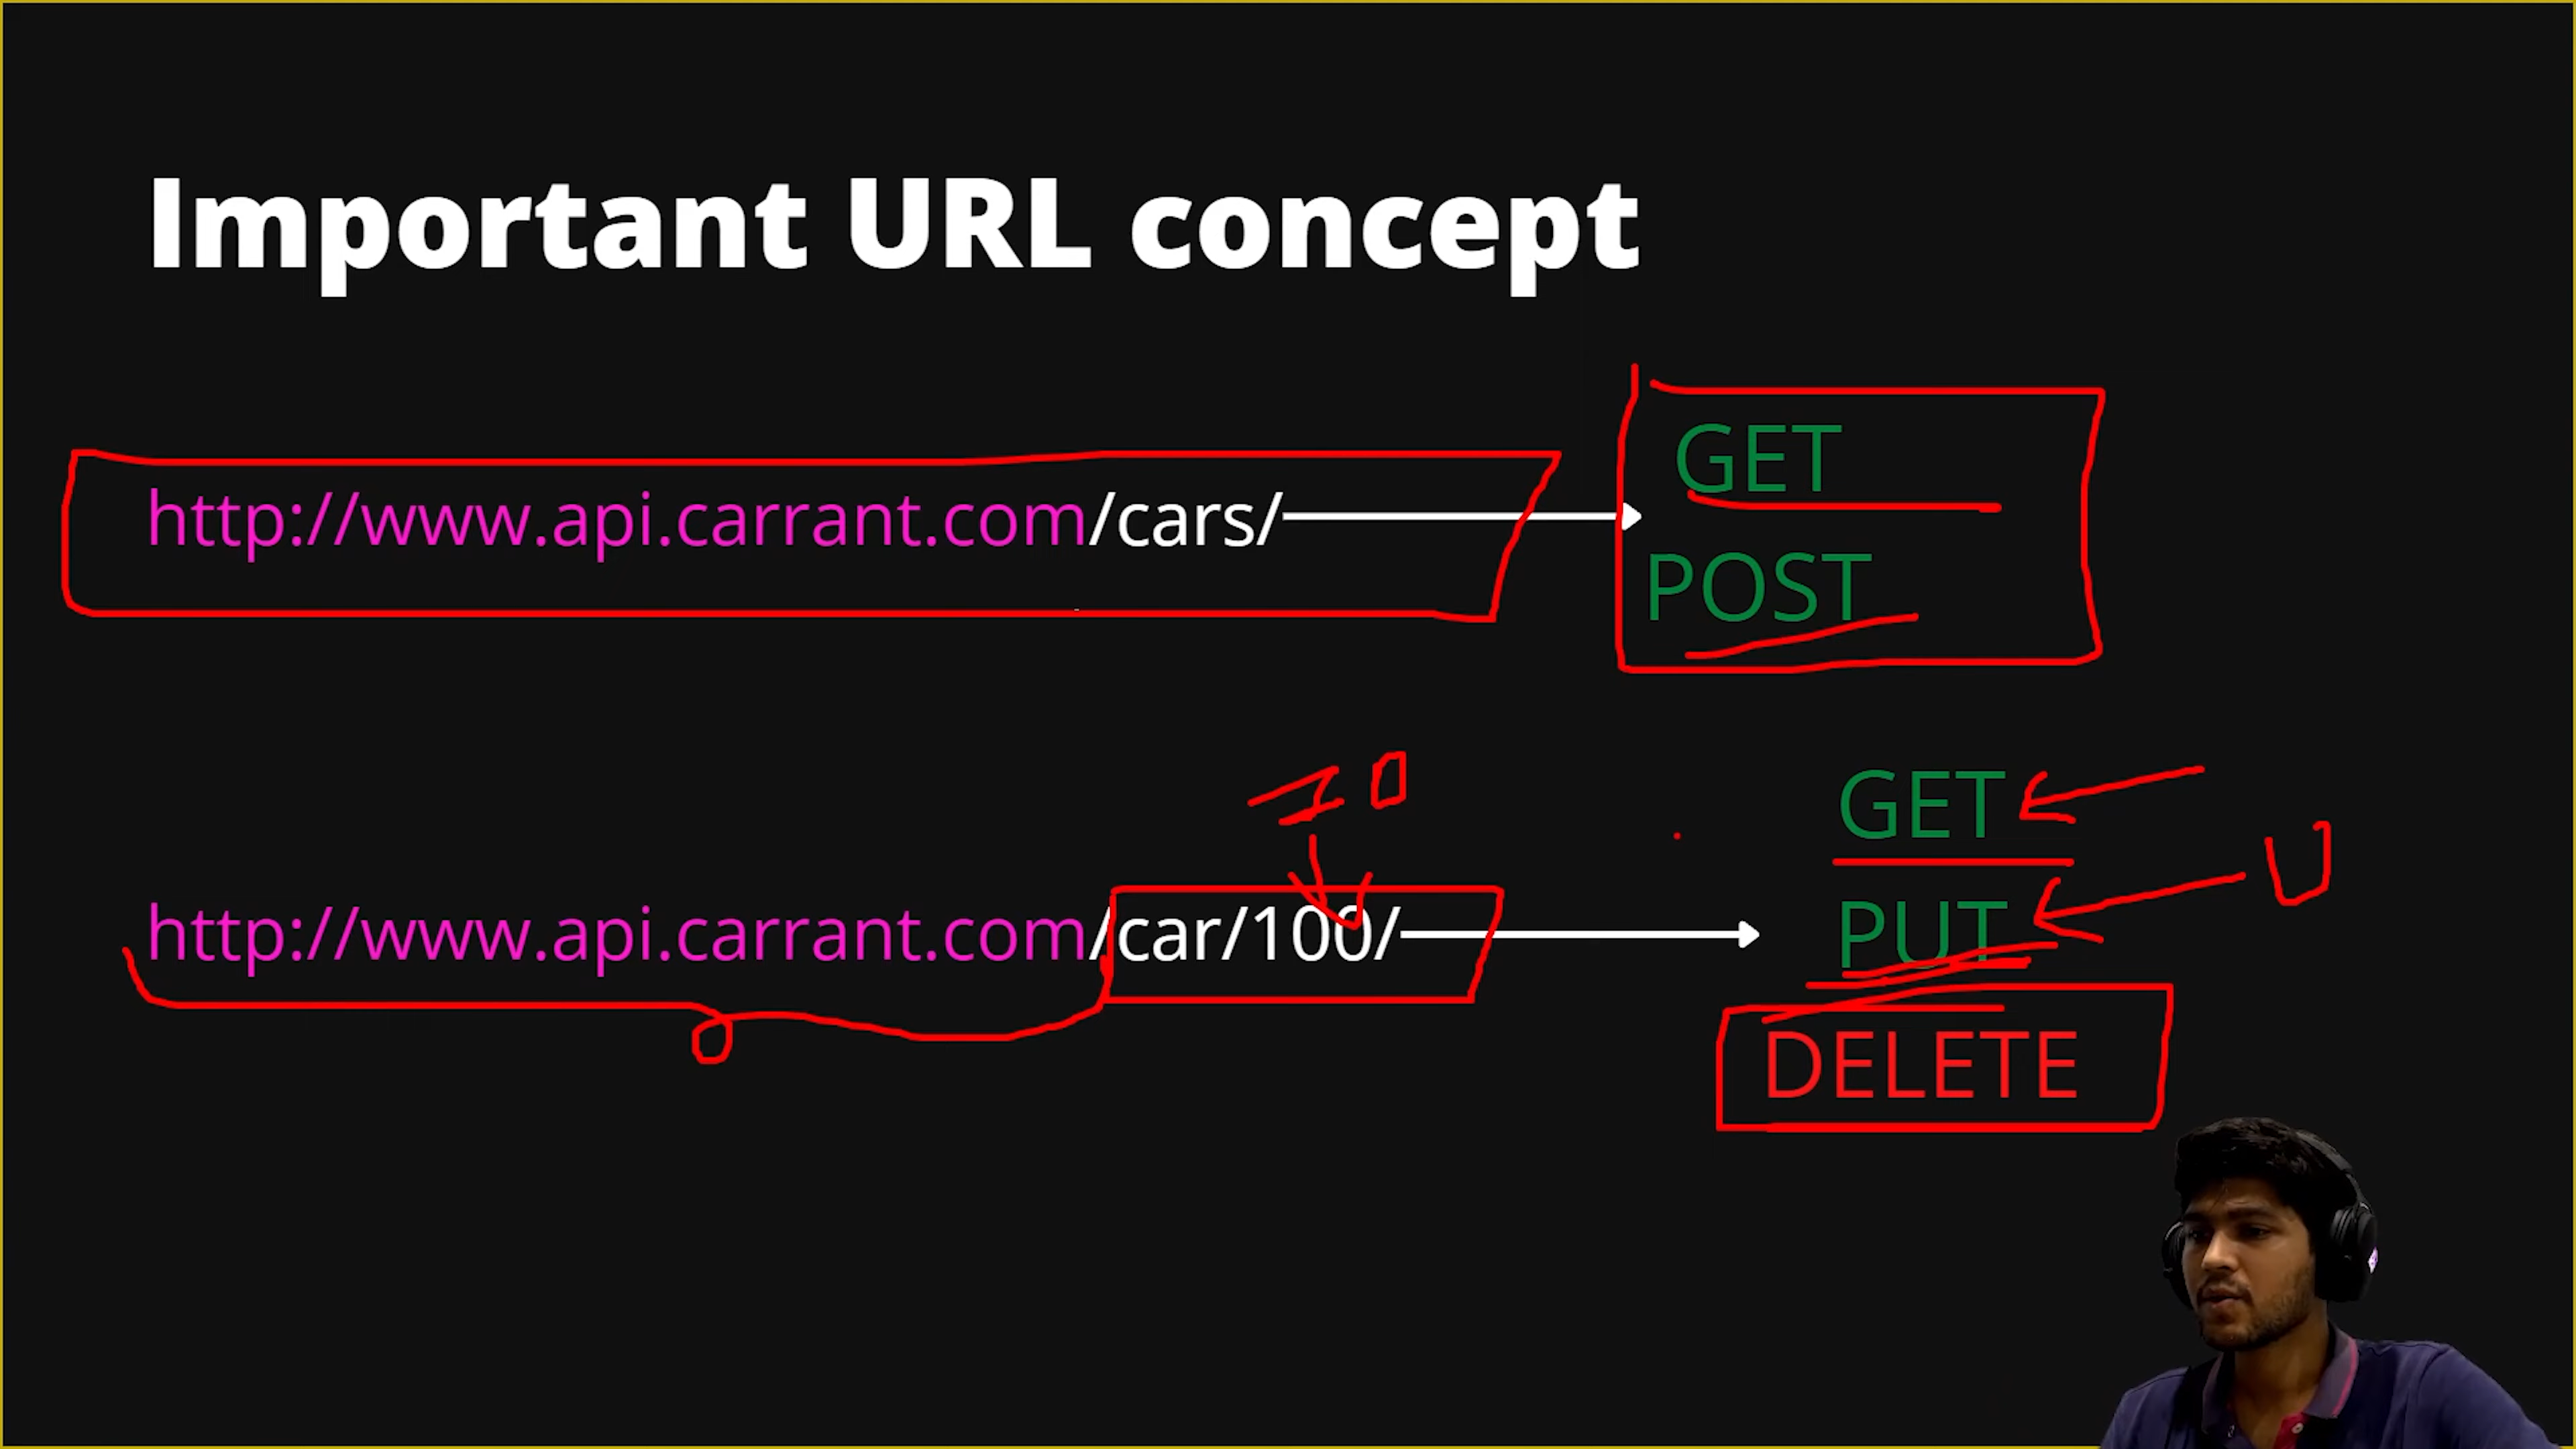 Important URL concept
GET
http://www.api.carrant.com/cars/
POST
ID
GET
U
http://www.api.carrant.com/car/100/
PUT
DELETE